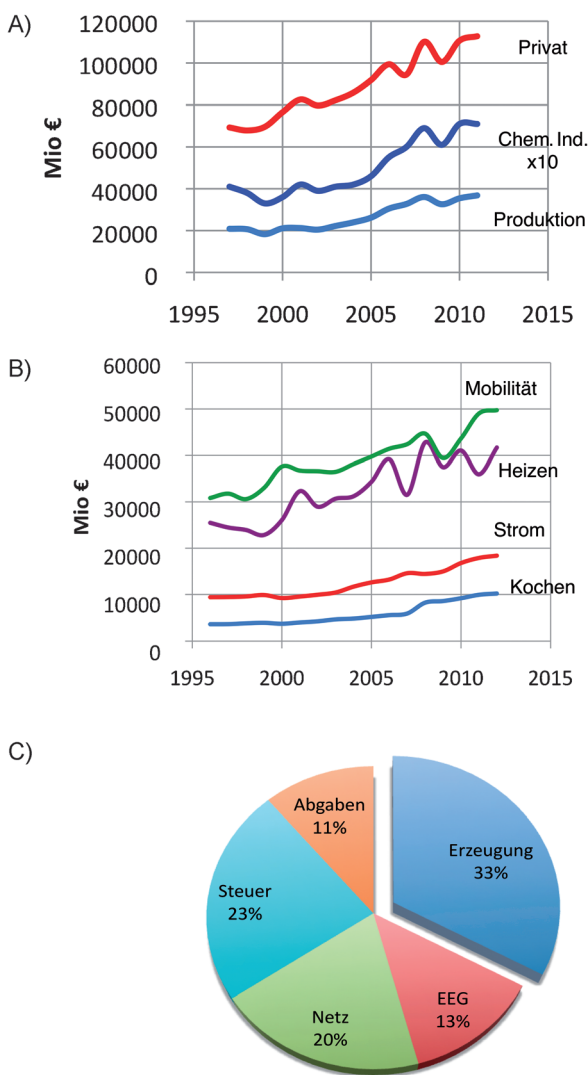 A)
120000
100000
80000
60000
40000
20000
0
Mio €
Privat
Chem. Ind.
x10
Produktion
1995 2000 2005 2010 2015
B)
60000
50000
40000
30000
20000
10000
0
Mio €
Mobilität
Heizen
Strom
Kochen
1995 2000 2005 2010 2015
C)
Abgaben
11%
Erzeugung
33%
Steuer
23%
Netz
20%
EEG
13%